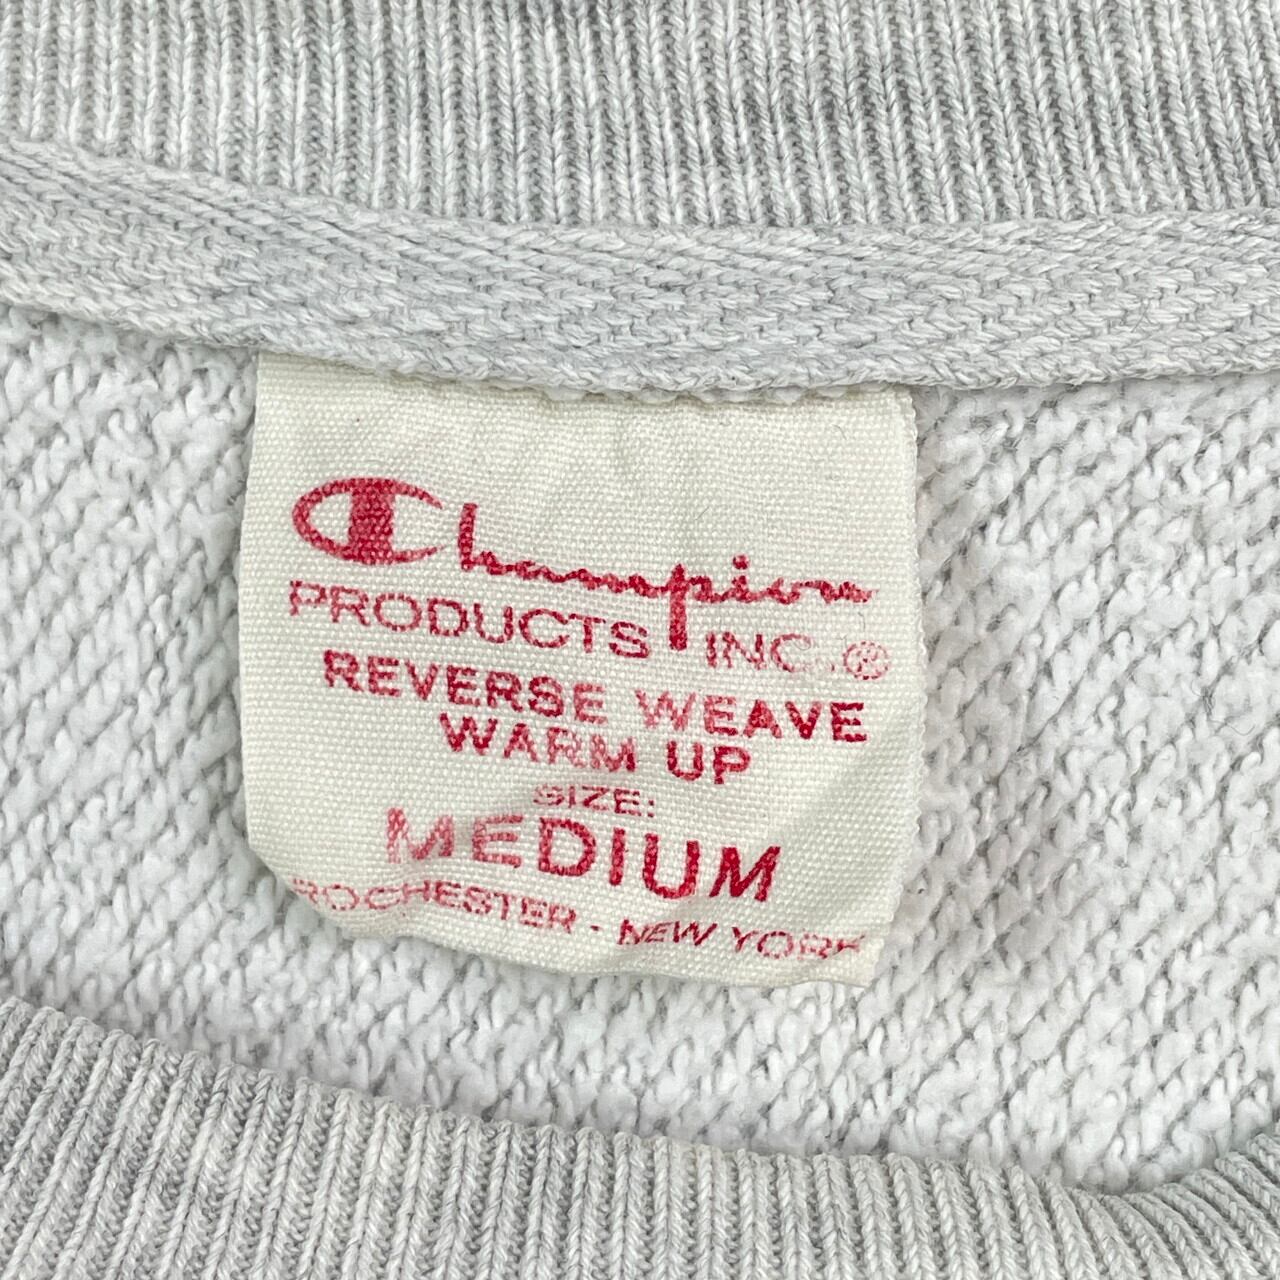 Champion
PRODUCTS INC.®
REVERSE WEAVE
WARM UP
SIZE:
MEDIUM
ROCHESTER - NEW YORK